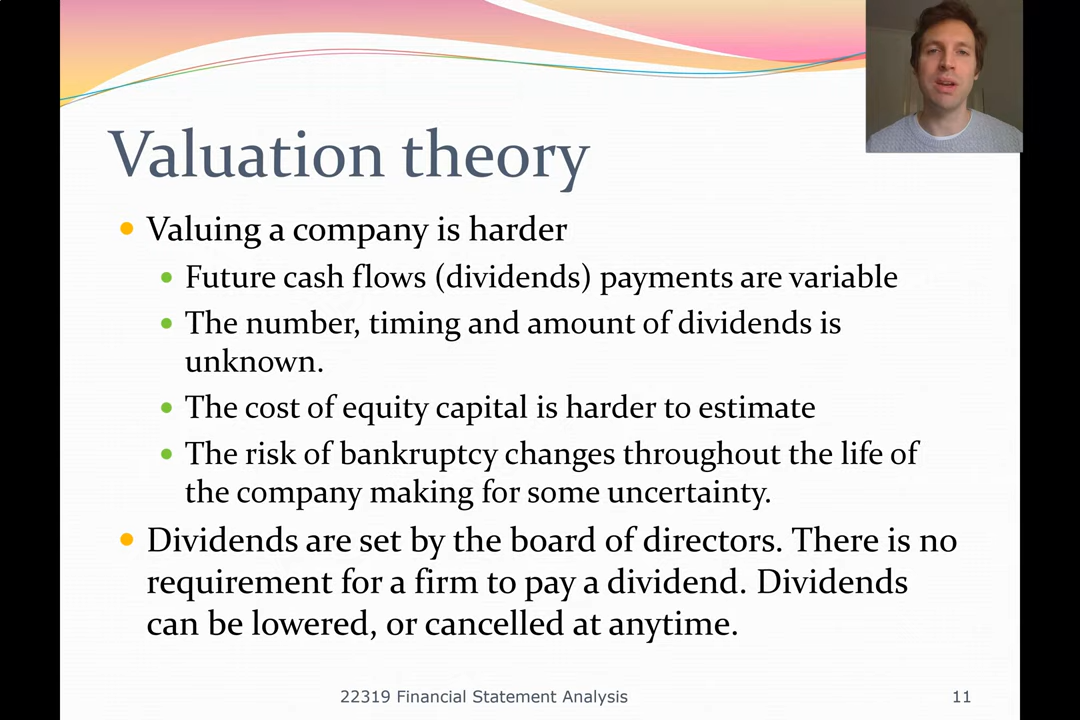 Valuation theory
Valuing a company is harder
Future cash flows (dividends) payments are variable
The number, timing and amount of dividends is
unknown.
The cost of equity capital is harder to estimate
The risk of bankruptcy changes throughout the life of
the company making for some uncertainty.
Dividends are set by the board of directors. There is no
requirement for a firm to pay a dividend. Dividends
can be lowered, or cancelled at anytime.
22319 Financial Statement Analysis 11